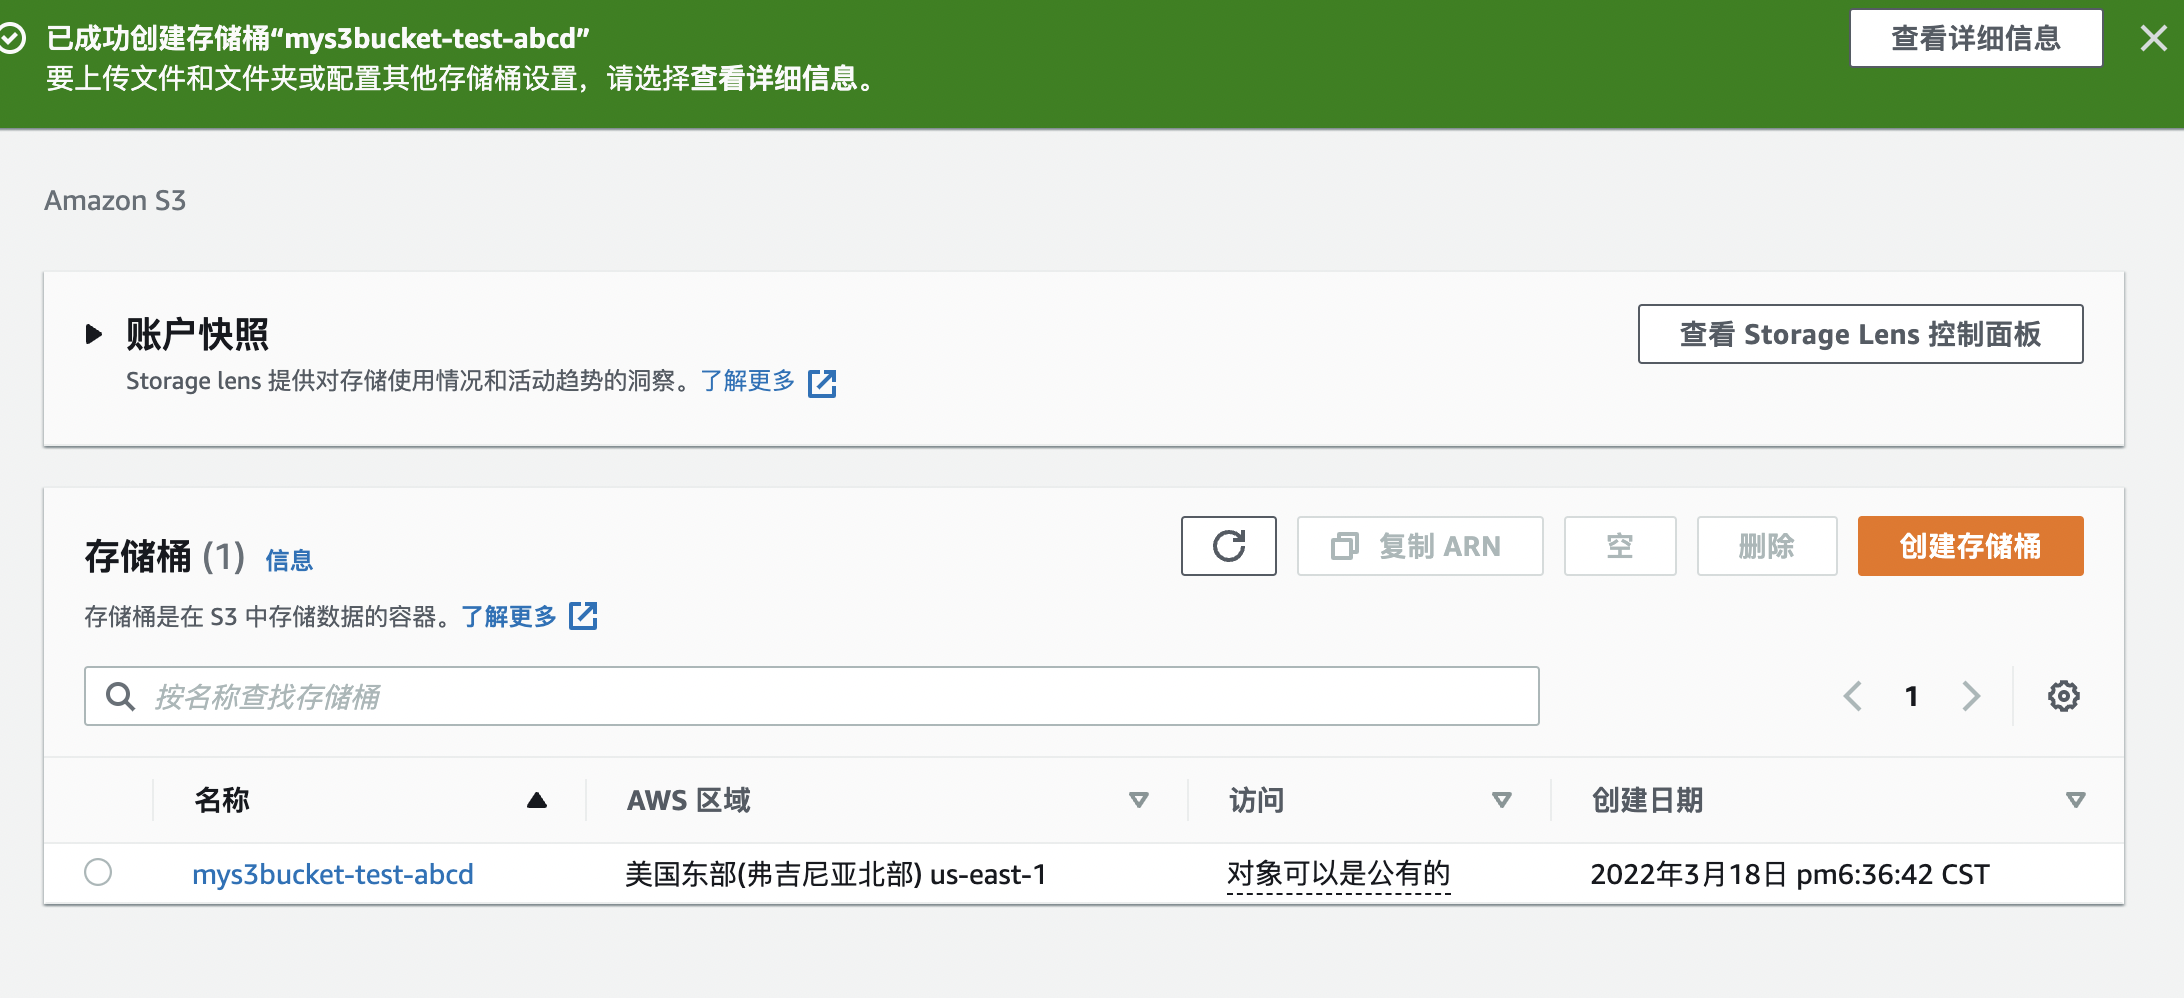 已成功创建存储桶“mys3bucket-test-abcd”
要上传文件和文件夹或配置其他存储桶设置，请选择查看详细信息。
查看详细信息
Amazon S3
账户快照
Storage lens 提供对存储使用情况和活动趋势的洞察。了解更多
查看 Storage Lens 控制面板
存储桶 (1) 信息
存储桶是在 S3 中存储数据的容器。了解更多
复制 ARN
空
删除
创建存储桶
按名称查找存储桶
1
名称 AWS 区域 访问 创建日期
mys3bucket-test-abcd 美国东部(弗吉尼亚北部) us-east-1 对象可以是公有的 2022年3月18日 pm6:36:42 CST